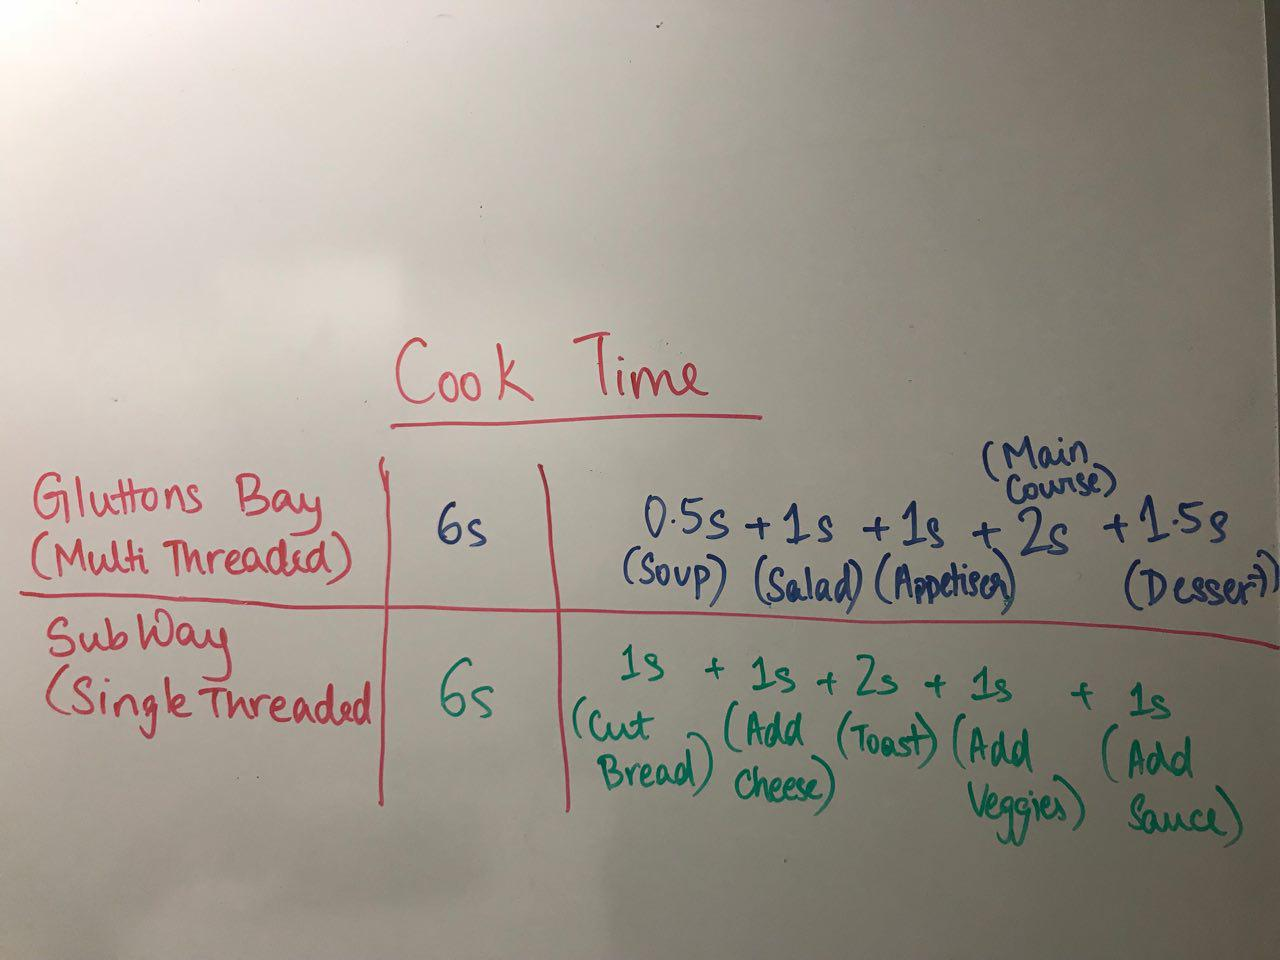 Cook Time
Gluttons Bay
(Multi Threaded)
6s
(Main
Course)
0.5s + 1s + 1s + 2s + 1.5s
(Soup) (Salad) (Appetiser) (Dessert)
SubWay
(Single Threaded
6s
1s + 1s + 2s + 1s + 1s
(Cut (Add (Toast) (Add (Add
Bread) Cheese) Veggies) Sauce)